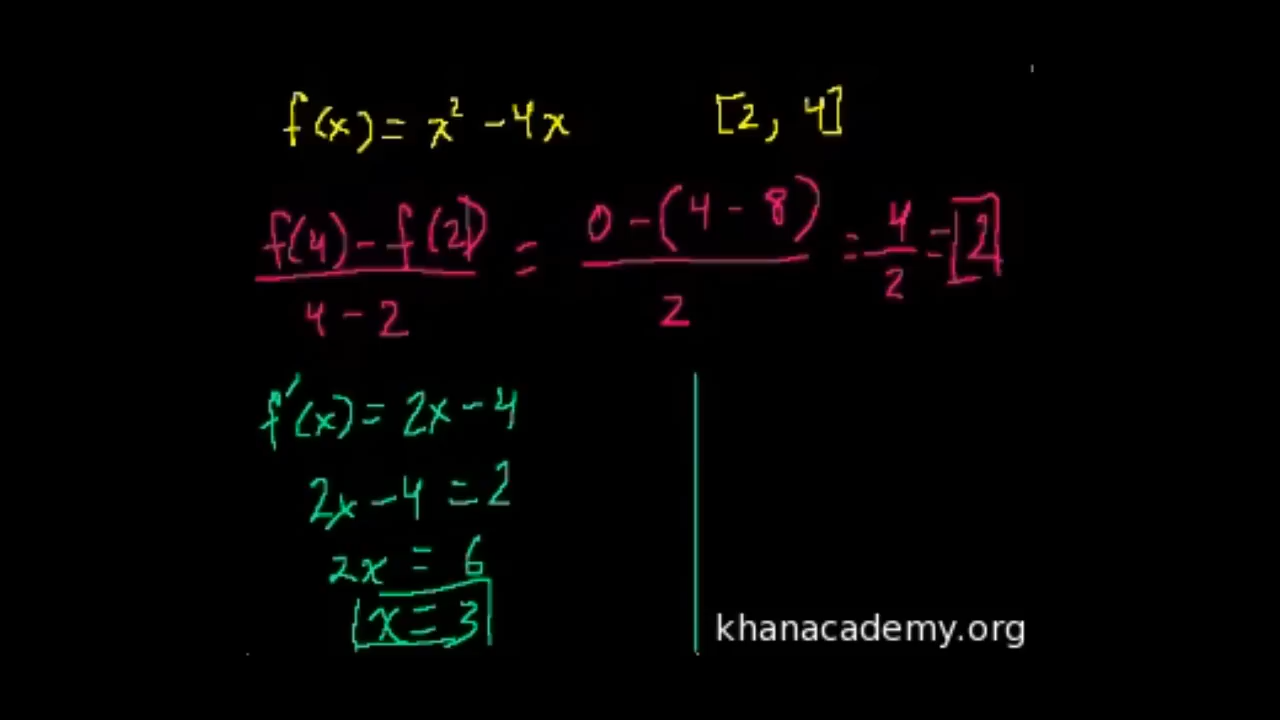 f(x) = x² - 4x [2, 4]
f(4) - f(2) / 4 - 2 = 0 - (4 - 8) / 2 = 4 / 2 = 2
f'(x) = 2x - 4
2x - 4 = 2
2x = 6
x = 3
khanacademy.org